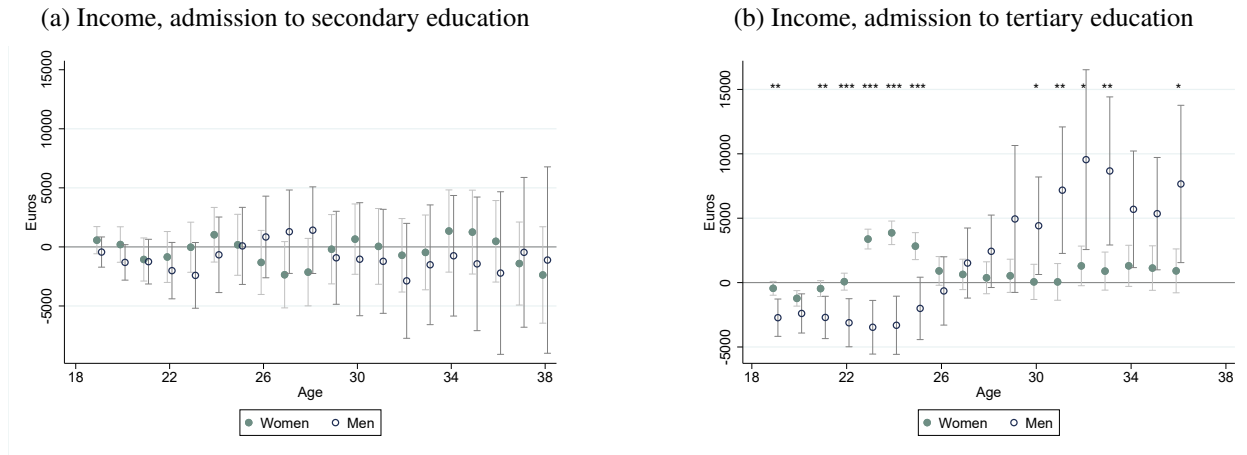 (a) Income, admission to secondary education
15000
10000
5000
0
-5000
Euros
18 22 26 30 34 38
Age
Women Men
(b) Income, admission to tertiary education
** ** *** *** *** *** * ** * ** *
15000
10000
5000
0
-5000
Euros
18 22 26 30 34 38
Age
Women Men